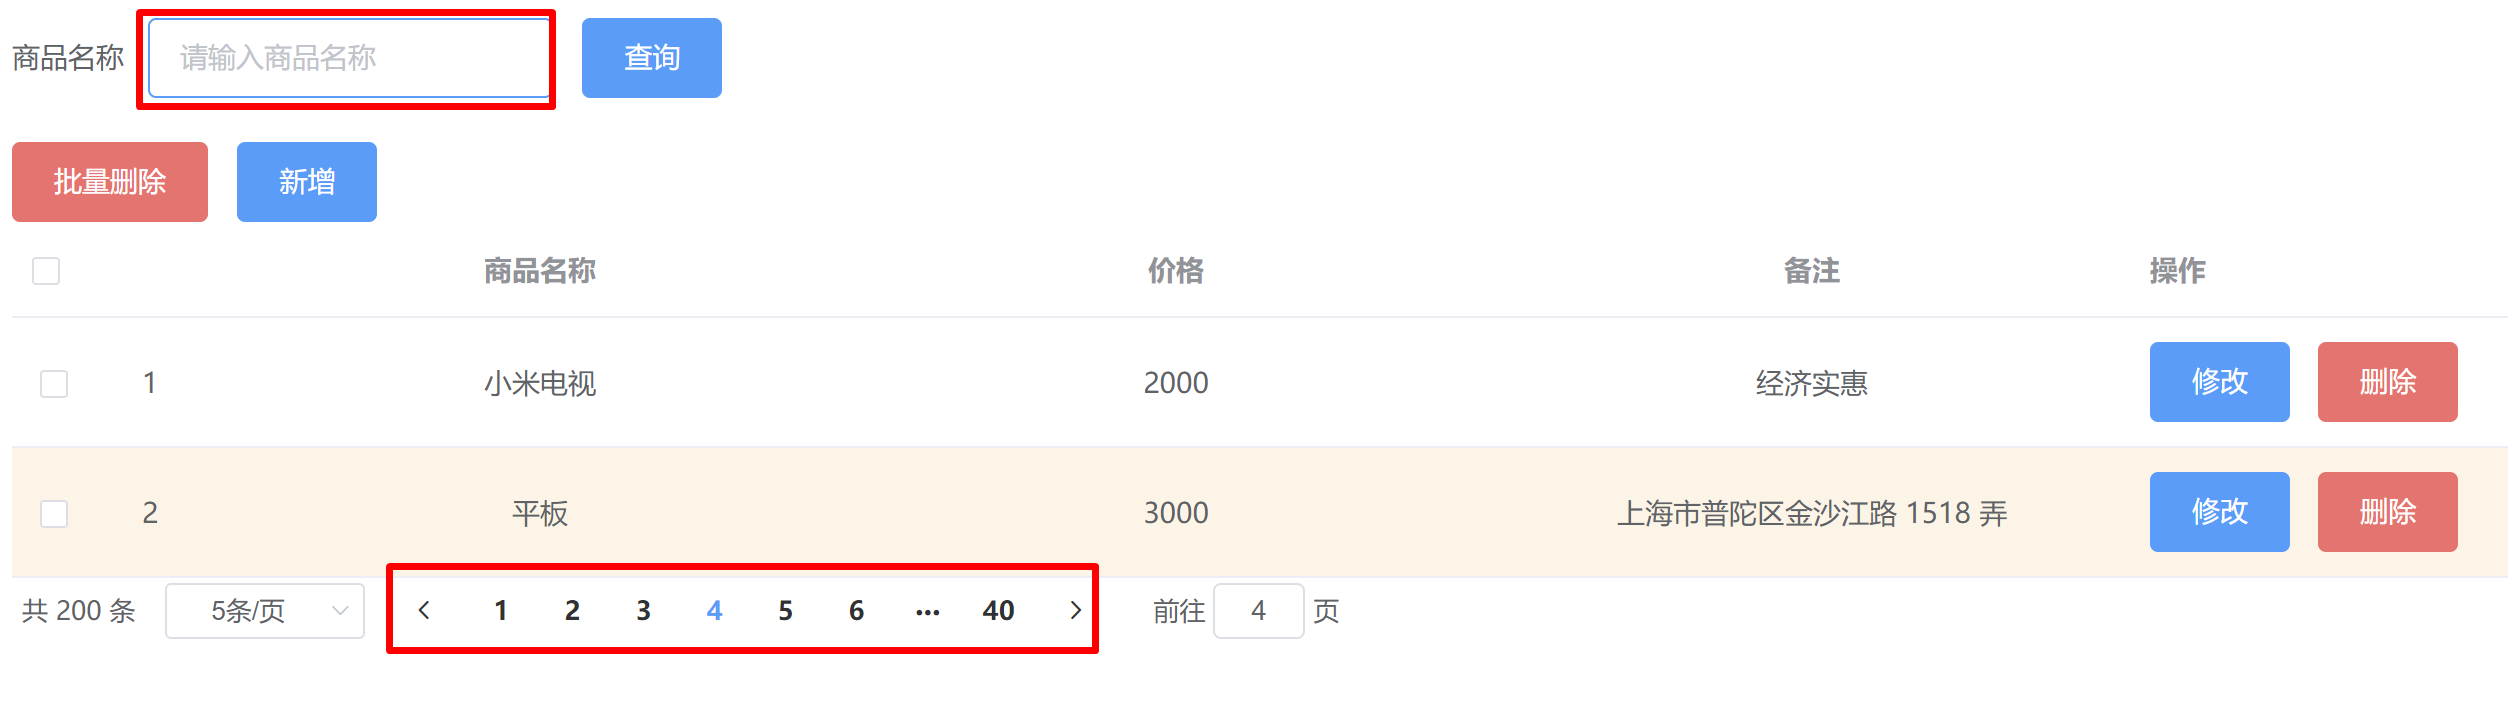 商品名称 请输入商品名称 查询
批量删除 新增
商品名称 价格 备注 操作
1 小米电视 2000 经济实惠 修改 删除
2 平板 3000 上海市普陀区金沙江路 1518 弄 修改 删除
共 200 条 5条/页 1 2 3 4 5 6 ··· 40 前往 4 页